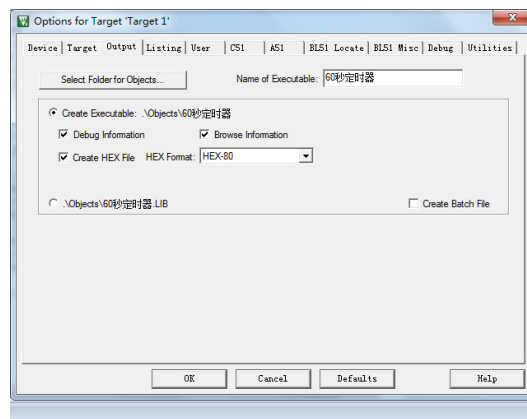 Options for Target 'Target 1'
Device Target Output Listing User C51 A51 BL51 Locate BL51 Misc Debug Utilities
Select Folder for Objects... Name of Executable: 60秒定时器
Create Executable: .\Objects\60秒定时器
Debug Information Browse Information
Create HEX File HEX Format: HEX-80
.\Objects\60秒定时器.LIB Create Batch File
OK Cancel Defaults Help